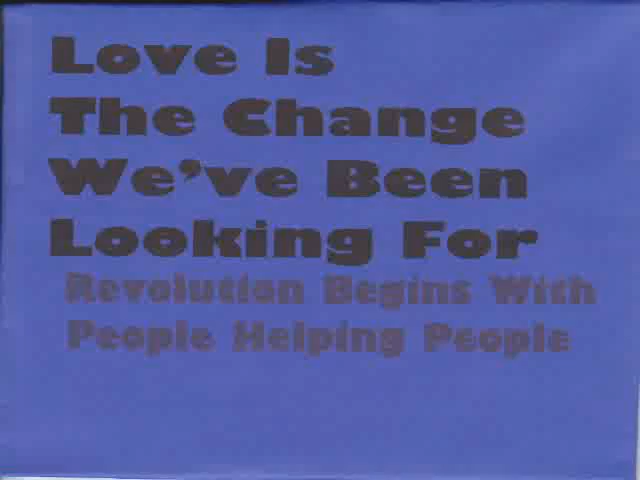 Love Is
The Change
We've Been
Looking For
Revolution Begins With
People Helping People